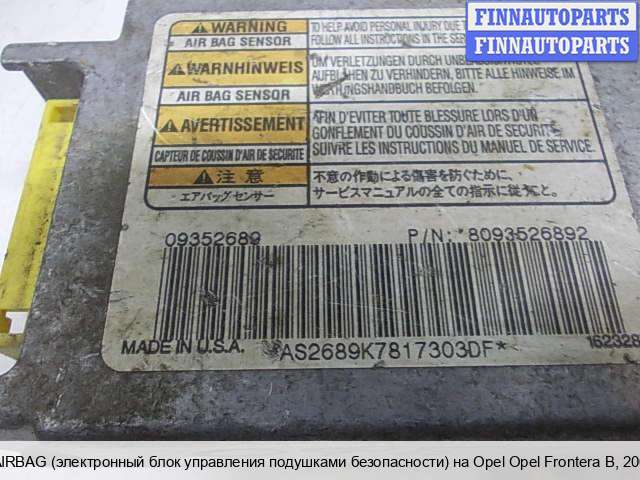 FINNAUTOPARTS
FINNAUTOPARTS
WARNING
AIR BAG SENSOR
TO HELP AVOID PERSONAL INJURY DUE
FOLLOW ALL INSTRUCTIONS IN THE
WARNHINWEIS
AIR BAG SENSOR
UM VERLETZUNGEN DURCH
AUFBLÄHEN ZU VERHINDERN, BITTE ALLE HINWEISE IM
WARTUNGSHANDBUCH BEFOLGEN.
AVERTISSEMENT
CAPTEUR DE COUSSIN D'AIR DE SECURITE
AFIN D'EVITER TOUTE BLESSURE LORS D'UN
GONFLEMENT DU COUSSIN D'AIR DE SECURITE,
SUIVRE LES INSTRUCTIONS DU MANUEL DE SERVICE.
注意
エアバッグ センサー
不意の作動による傷害を防ぐために、
サービスマニュアルの全ての指示に従うこと。
09352689 P/N: *8093526892
MADE IN U.S.A. *AS2689K7817303DF* 162328
AIRBAG (электронный блок управления подушками безопасности) на Opel Opel Frontera B, 20